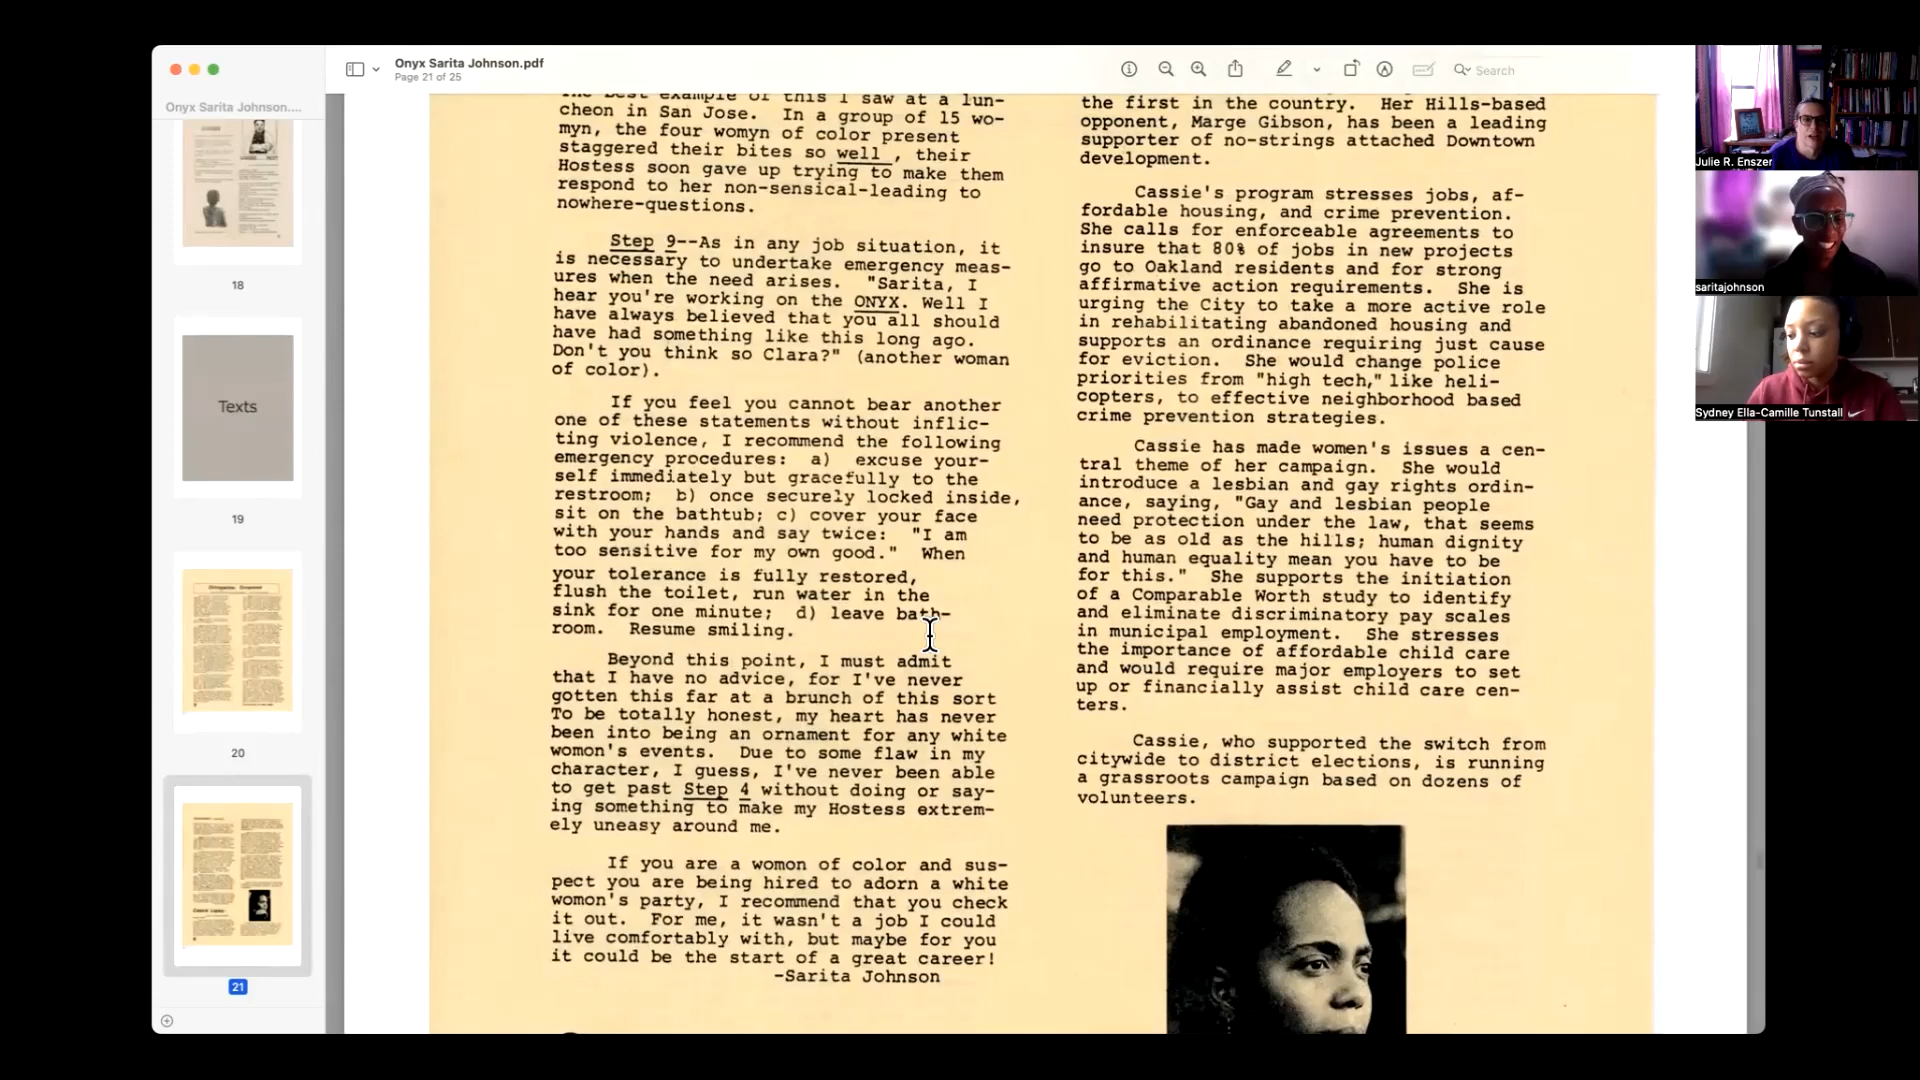 Onyx Sarita Johnson.pdf
Page 21 of 25
Search
Onyx Sarita Johnson....
18
Texts
19
20
21
The best example of this I saw at a lun-
cheon in San Jose. In a group of 15 wo-
myn, the four womyn of color present
staggered their bites so well , their
Hostess soon gave up trying to make them
respond to her non-sensical-leading to
nowhere-questions.
Step 9--As in any job situation, it
is necessary to undertake emergency meas-
ures when the need arises. "Sarita, I
hear you're working on the ONYX. Well I
have always believed that you all should
have had something like this long ago.
Don't you think so Clara?" (another woman
of color).
If you feel you cannot bear another
one of these statements without inflic-
ting violence, I recommend the following
emergency procedures: a) excuse your-
self immediately but gracefully to the
restroom; b) once securely locked inside,
sit on the bathtub; c) cover your face
with your hands and say twice: "I am
too sensitive for my own good." When
your tolerance is fully restored,
flush the toilet, run water in the
sink for one minute; d) leave bath-
room. Resume smiling.
Beyond this point, I must admit
that I have no advice, for I've never
gotten this far at a brunch of this sort
To be totally honest, my heart has never
been into being an ornament for any white
womon's events. Due to some flaw in my
character, I guess, I've never been able
to get past Step 4 without doing or say-
ing something to make my Hostess extrem-
ely uneasy around me.
If you are a womon of color and sus-
pect you are being hired to adorn a white
womon's party, I recommend that you check
it out. For me, it wasn't a job I could
live comfortably with, but maybe for you
it could be the start of a great career!
-Sarita Johnson
the first in the country. Her Hills-based
opponent, Marge Gibson, has been a leading
supporter of no-strings attached Downtown
development.
Cassie's program stresses jobs, af-
fordable housing, and crime prevention.
She calls for enforceable agreements to
insure that 80% of jobs in new projects
go to Oakland residents and for strong
affirmative action requirements. She is
urging the City to take a more active role
in rehabilitating abandoned housing and
supports an ordinance requiring just cause
for eviction. She would change police
priorities from "high tech," like heli-
copters, to effective neighborhood based
crime prevention strategies.
Cassie has made women's issues a cen-
tral theme of her campaign. She would
introduce a lesbian and gay rights ordin-
ance, saying, "Gay and lesbian people
need protection under the law, that seems
to be as old as the hills; human dignity
and human equality mean you have to be
for this." She supports the initiation
of a Comparable Worth study to identify
and eliminate discriminatory pay scales
in municipal employment. She stresses
the importance of affordable child care
and would require major employers to set
up or financially assist child care cen-
ters.
Cassie, who supported the switch from
citywide to district elections, is running
a grassroots campaign based on dozens of
volunteers.
Julie R. Enszer
saritajohnson
Sydney Ella-Camille Tunstall